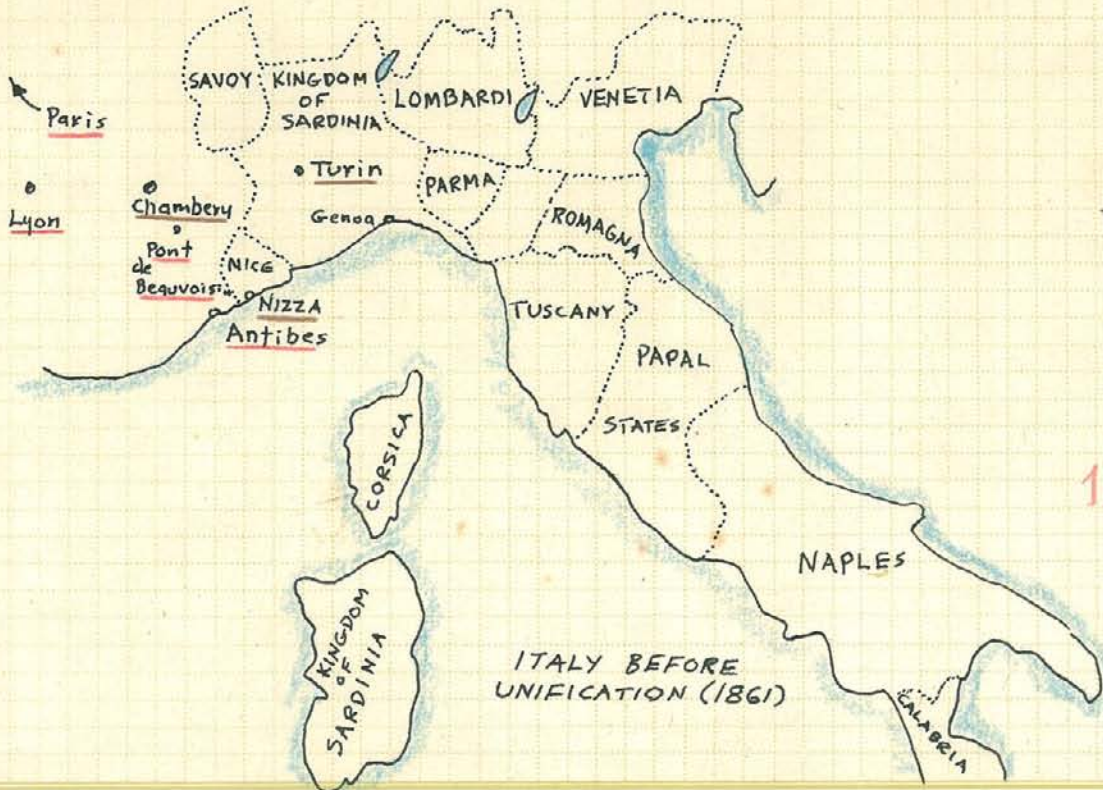 SAVOY
KINGDOM
OF
SARDINIA
LOMBARDI
VENETIA
Paris
Lyon
Chambery
Pont
de
Beauvoisi
Turin
Genoa
PARMA
ROMAGNA
NICE
NIZZA
Antibes
TUSCANY
PAPAL
STATES
CORSICA
KINGDOM
OF
SARDINIA
NAPLES
CALABRIA
ITALY BEFORE
UNIFICATION (1861)
1